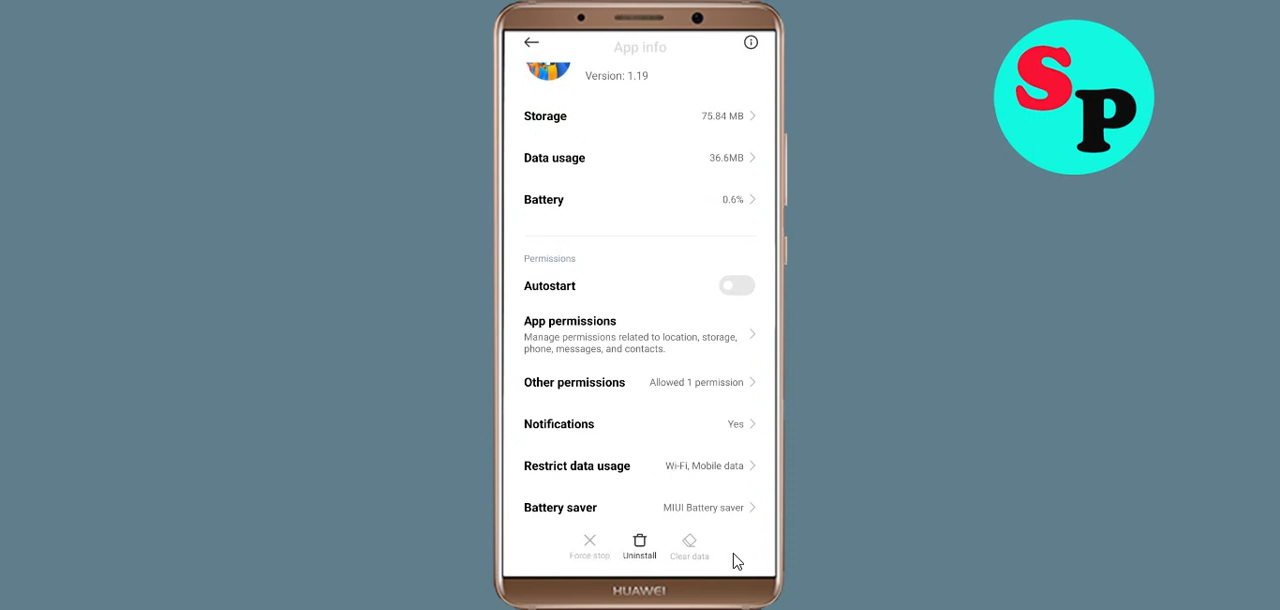 SP
App info
Version: 1.19
Storage 75.84 MB
Data usage 36.6MB
Battery 0.6%
Permissions
Autostart
App permissions
Manage permissions related to location, storage,
phone, messages, and contacts.
Other permissions Allowed 1 permission
Notifications Yes
Restrict data usage Wi-Fi, Mobile data
Battery saver MIUI Battery saver
Force stop Uninstall Clear data
HUAWEI